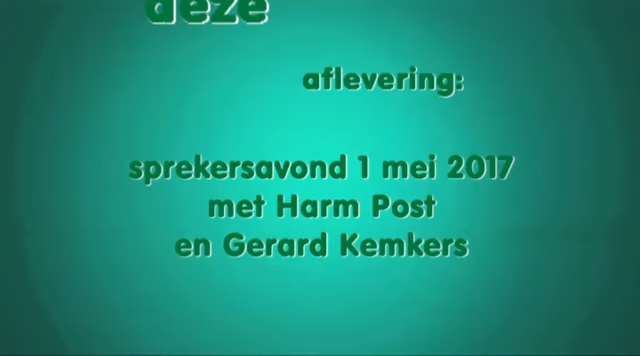 deze
aflevering:
sprekersavond 1 mei 2017
met Harm Post
en Gerard Kemkers